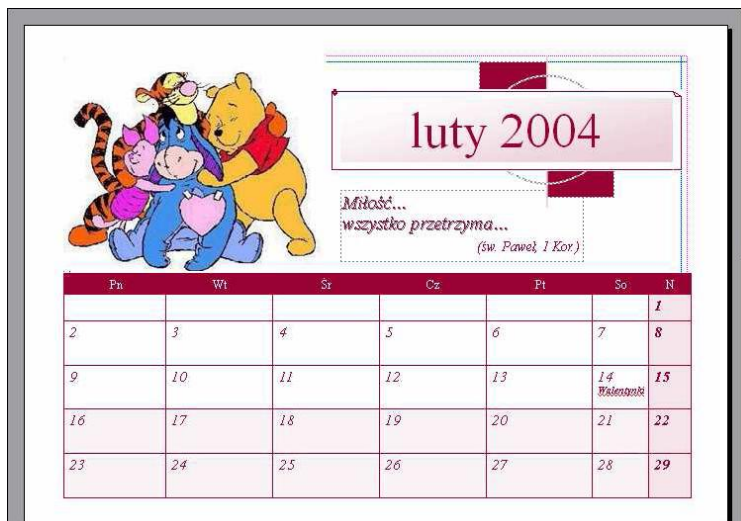 luty 2004
Miłość...
wszystko przetrzyma...
(św. Paweł, 1 Kor.)
Pn Wt Śr Cz Pt So N
1
2 3 4 5 6 7 8
9 10 11 12 13 14 15
Walentynki
16 17 18 19 20 21 22
23 24 25 26 27 28 29